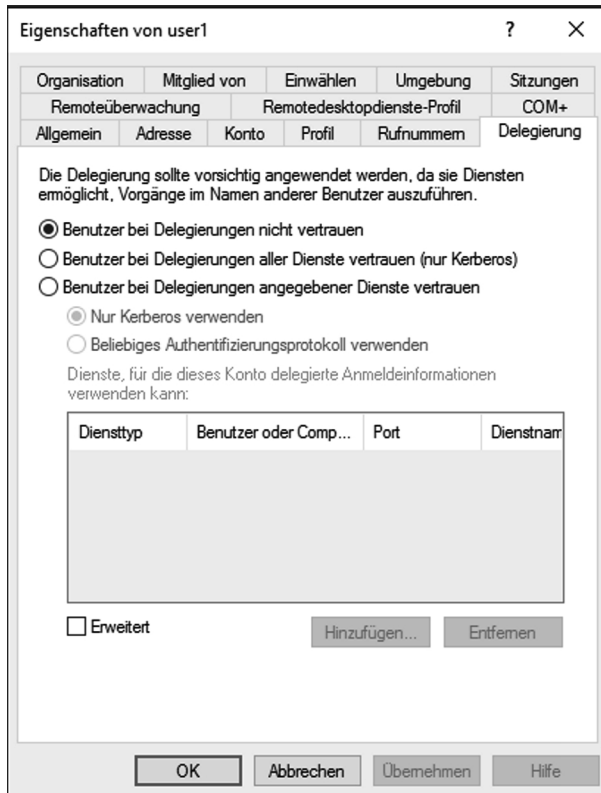 Eigenschaften von user1
?
Organisation Mitglied von Einwählen Umgebung Sitzungen
Remoteüberwachung Remotedesktopdienste-Profil COM+
Allgemein Adresse Konto Profil Rufnummern Delegierung
Die Delegierung sollte vorsichtig angewendet werden, da sie Diensten
ermöglicht, Vorgänge im Namen anderer Benutzer auszuführen.
Benutzer bei Delegierungen nicht vertrauen
Benutzer bei Delegierungen aller Dienste vertrauen (nur Kerberos)
Benutzer bei Delegierungen angegebener Dienste vertrauen
Nur Kerberos verwenden
Beliebiges Authentifizierungsprotokoll verwenden
Dienste, für die dieses Konto delegierte Anmeldeinformationen
verwenden kann:
Diensttyp Benutzer oder Comp... Port Dienstnam
Erweitert Hinzufügen... Entfernen
OK Abbrechen Übernehmen Hilfe